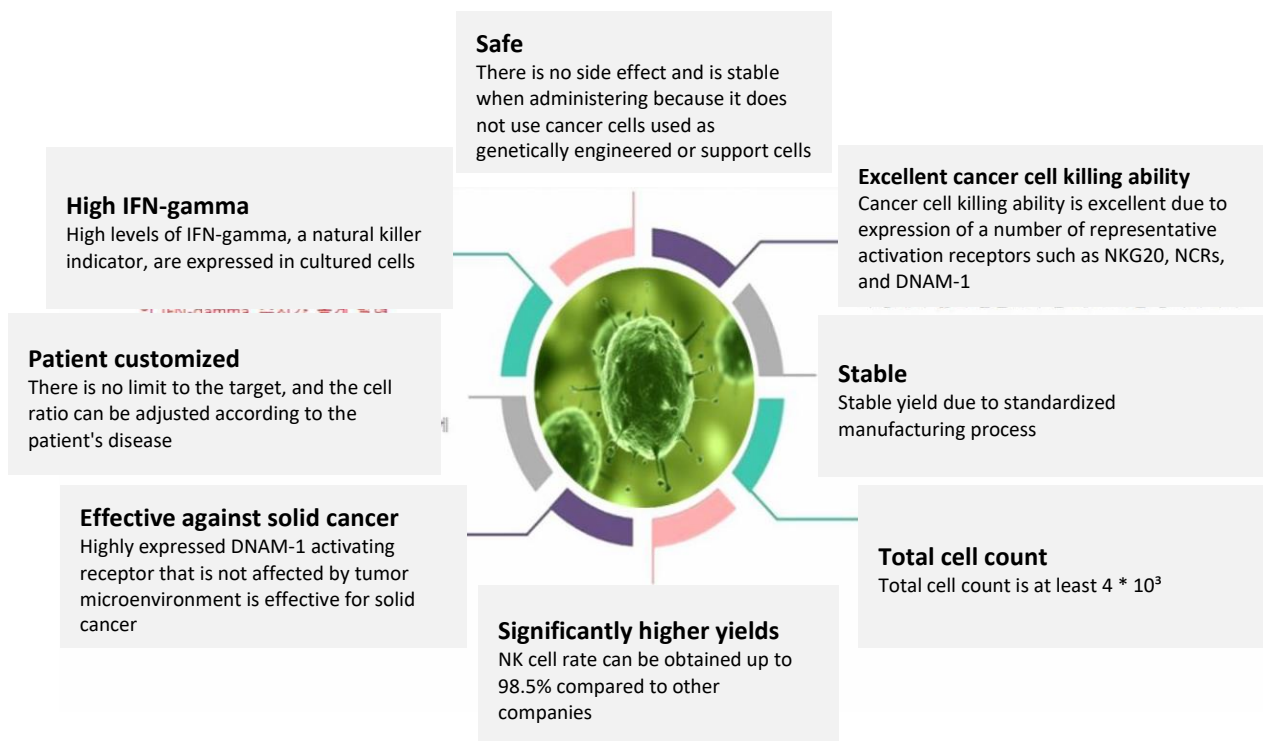 Safe
There is no side effect and is stable
when administering because it does
not use cancer cells used as
genetically engineered or support cells
High IFN-gamma
High levels of IFN-gamma, a natural killer
indicator, are expressed in cultured cells
Excellent cancer cell killing ability
Cancer cell killing ability is excellent due to
expression of a number of representative
activation receptors such as NKG20, NCRs,
and DNAM-1
Patient customized
There is no limit to the target, and the cell
ratio can be adjusted according to the
patient's disease
Stable
Stable yield due to standardized
manufacturing process
Effective against solid cancer
Highly expressed DNAM-1 activating
receptor that is not affected by tumor
microenvironment is effective for solid
cancer
Total cell count
Total cell count is at least 4 * 10³
Significantly higher yields
NK cell rate can be obtained up to
98.5% compared to other
companies